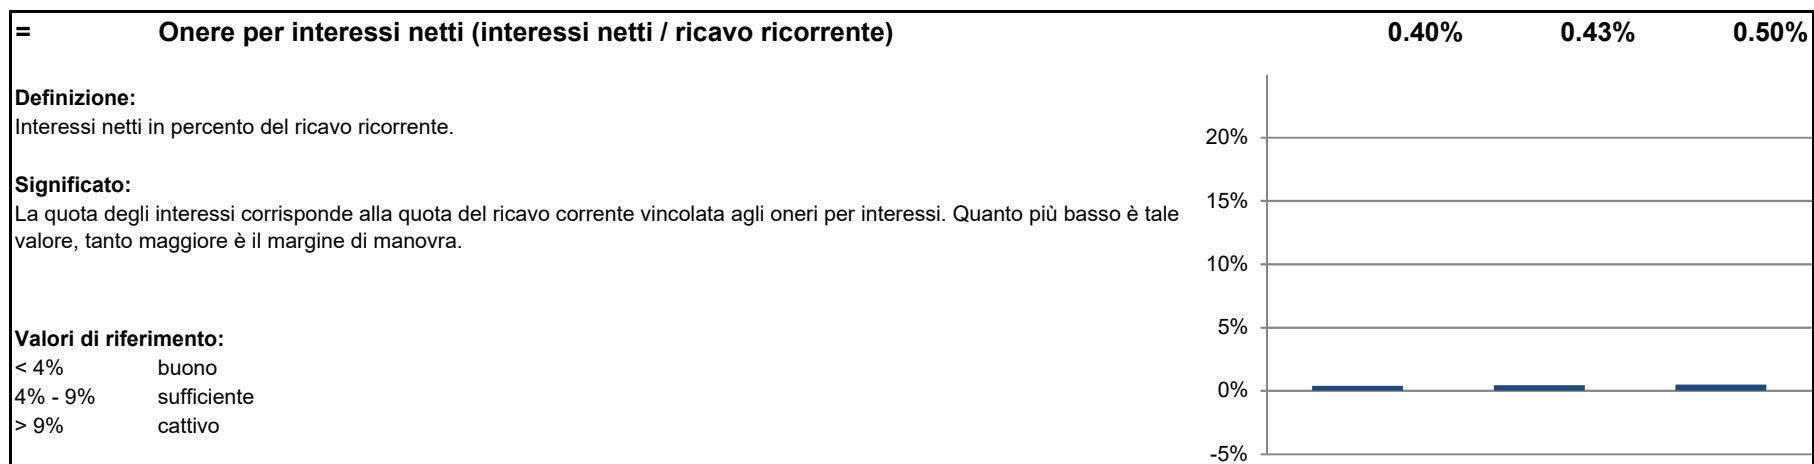 = Onere per interessi netti (interessi netti / ricavo ricorrente) 0.40% 0.43% 0.50%
Definizione:
Interessi netti in percento del ricavo ricorrente.
Significato:
La quota degli interessi corrisponde alla quota del ricavo corrente vincolata agli oneri per interessi. Quanto più basso è tale
valore, tanto maggiore è il margine di manovra.
Valori di riferimento:
< 4% buono
4% - 9% sufficiente
> 9% cattivo
20%
15%
10%
5%
0%
-5%